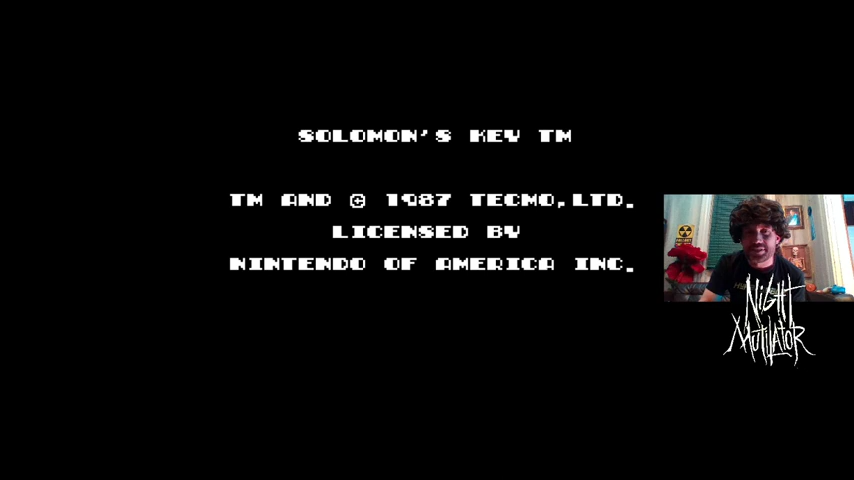 SOLOMON'S KEY TM
TM AND © 1987 TECMO,LTD.
LICENSED BY
NINTENDO OF AMERICA INC.
NIGHT
MUTILATOR